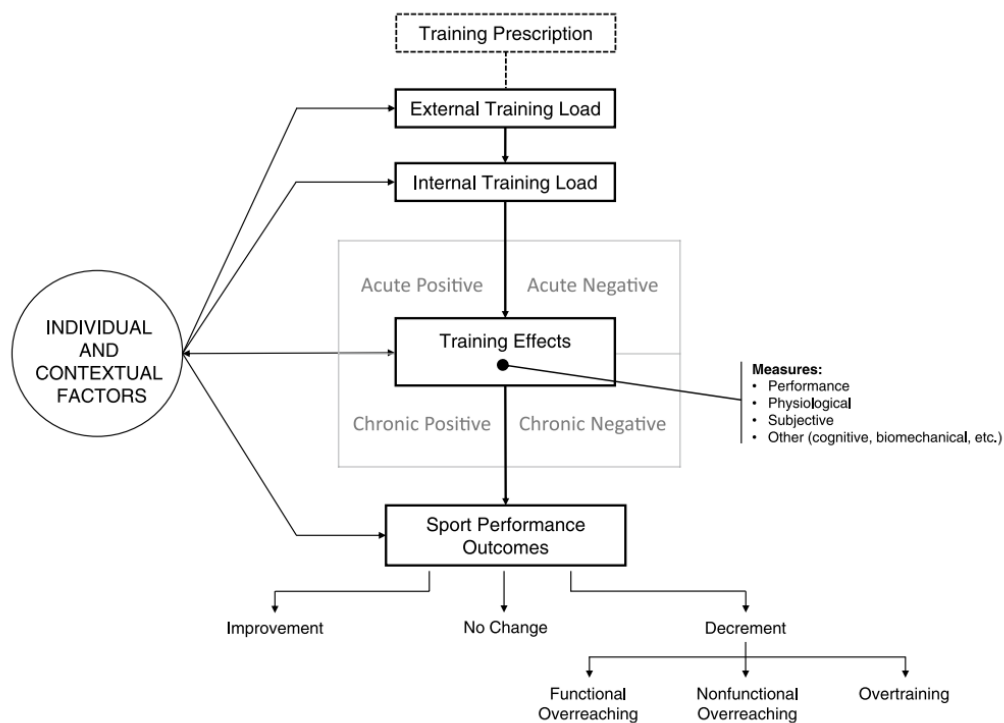 Training Prescription
External Training Load
Internal Training Load
Acute Positive
Acute Negative
INDIVIDUAL
AND
CONTEXTUAL
FACTORS
Training Effects
Measures:
• Performance
• Physiological
• Subjective
• Other (cognitive, biomechanical, etc.)
Chronic Positive
Chronic Negative
Sport Performance
Outcomes
Improvement
No Change
Decrement
Functional
Overreaching
Nonfunctional
Overreaching
Overtraining